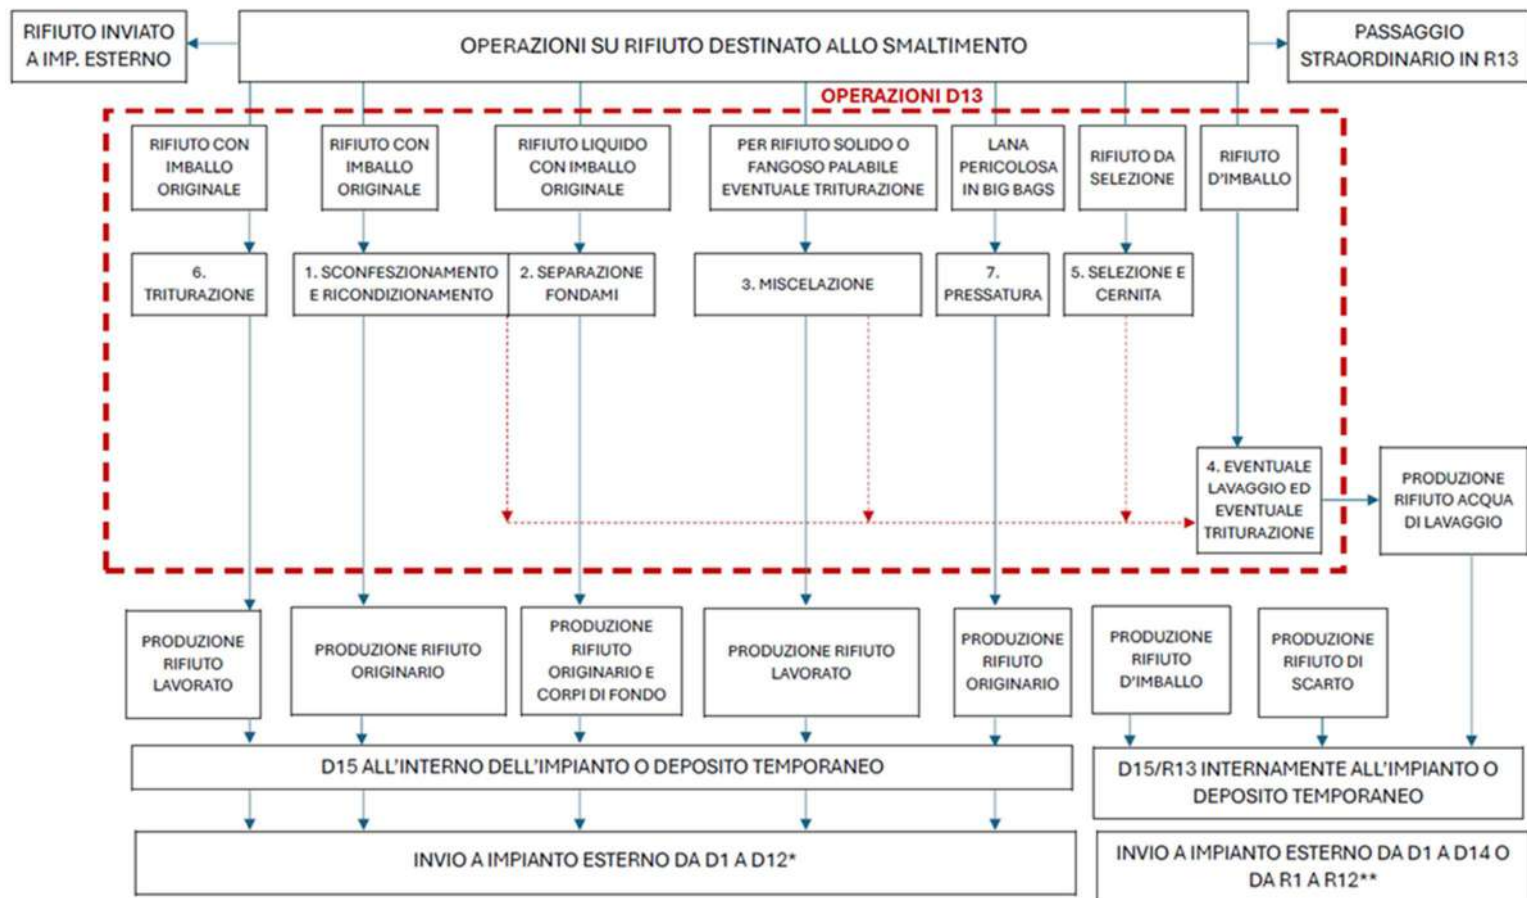 RIFIUTO INVIATO
A IMP. ESTERNO
OPERAZIONI SU RIFIUTO DESTINATO ALLO SMALTIMENTO
PASSAGGIO
STRAORDINARIO IN R13
OPERAZIONI D13
RIFIUTO CON
IMBALLO
ORIGINALE
RIFIUTO CON
IMBALLO
ORIGINALE
RIFIUTO LIQUIDO
CON IMBALLO
ORIGINALE
PER RIFIUTO SOLIDO O
FANGOSO PALABILE
EVENTUALE TRITURAZIONE
LANA
PERICOLOSA
IN BIG BAGS
RIFIUTO DA
SELEZIONE
RIFIUTO
D'IMBALLO
6.
TRITURAZIONE
1. SCONFESZIONAMENTO
E RICONDIZIONAMENTO
2. SEPARAZIONE
FONDAMI
3. MISCELAZIONE
7.
PRESSATURA
5. SELEZIONE E
CERNITA
4. EVENTUALE
LAVAGGIO ED
EVENTUALE
TRITURAZIONE
PRODUZIONE
RIFIUTO ACQUA
DI LAVAGGIO
PRODUZIONE
RIFIUTO
LAVORATO
PRODUZIONE RIFIUTO
ORIGINARIO
PRODUZIONE
RIFIUTO
ORIGINARIO E
CORPI DI FONDO
PRODUZIONE RIFIUTO
LAVORATO
PRODUZIONE
RIFIUTO
ORIGINARIO
PRODUZIONE
RIFIUTO
D'IMBALLO
PRODUZIONE
RIFIUTO DI
SCARTO
D15 ALL'INTERNO DELL'IMPIANTO O DEPOSITO TEMPORANEO
D15/R13 INTERNAMENTE ALL'IMPIANTO O
DEPOSITO TEMPORANEO
INVIO A IMPIANTO ESTERNO DA D1 A D12*
INVIO A IMPIANTO ESTERNO DA D1 A D14 O
DA R1 A R12**